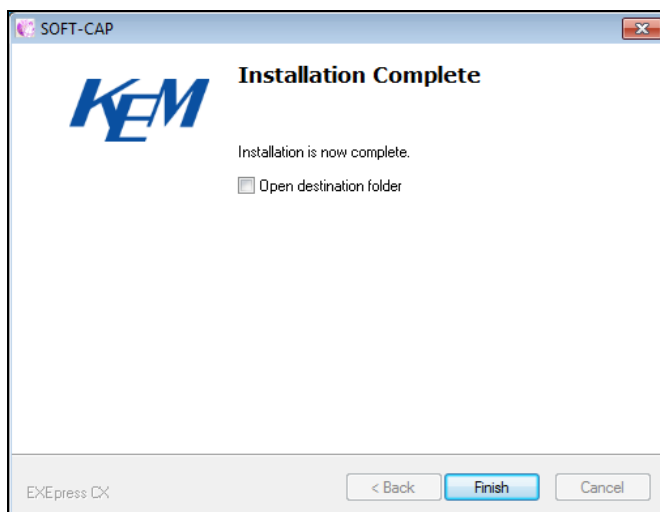 SOFT-CAP
KEM
Installation Complete
Installation is now complete.
Open destination folder
EXEpress CX
< Back
Finish
Cancel